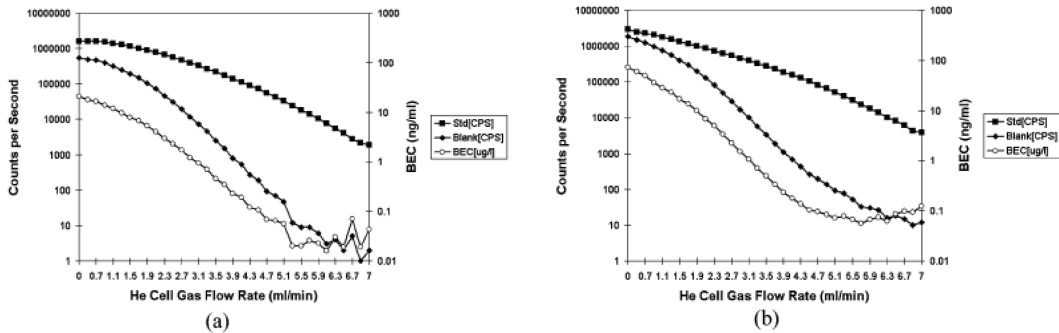 (a)
10000000
1000000
100000
10000
1000
100
10
1
Counts per Second
1000
100
10
1
0.1
0.01
BEC (ng/ml)
Std[CPS]
Blank[CPS]
BEC[ug/l]
0 0.7 1.1 1.5 1.9 2.3 2.7 3.1 3.5 3.9 4.3 4.7 5.1 5.5 5.9 6.3 6.7 7
He Cell Gas Flow Rate (ml/min)
(a)
(b)
10000000
1000000
100000
10000
1000
100
10
1
Counts per Second
1000
100
10
1
0.1
0.01
BEC (ng/ml)
Std[CPS]
Blank[CPS]
BEC[ug/l]
0 0.7 1.1 1.5 1.9 2.3 2.7 3.1 3.5 3.9 4.3 4.7 5.1 5.5 5.9 6.3 6.7 7
He Cell Gas Flow Rate (ml/min)
(b)